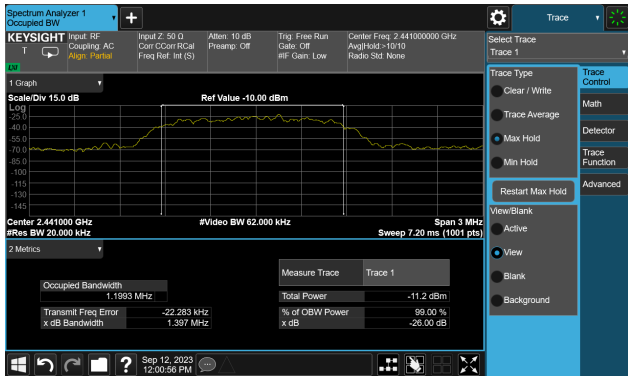 Spectrum Analyzer 1
Occupied BW
Trace
KEYSIGHT
Input: RF
Coupling: AC
Align: Partial
Input Z: 50 Ω
Corr CCorr RCal
Freq Ref: Int (S)
Atten: 10 dB
Preamp: Off
Trig: Free Run
Gate: Off
#IF Gain: Low
Center Freq: 2.441000000 GHz
Avg|Hold:>10/10
Radio Std: None
T
LXI
Select Trace
Trace 1
1 Graph
Scale/Div 15.0 dB
Ref Value -10.00 dBm
Log
-25.0
-40.0
-55.0
-70.0
-85.0
-100
-115
-130
-145
Center 2.441000 GHz
#Video BW 62.000 kHz
Span 3 MHz
#Res BW 20.000 kHz
Sweep 7.20 ms (1001 pts)
2 Metrics
Occupied Bandwidth
1.1993 MHz
Transmit Freq Error
-22.283 kHz
x dB Bandwidth
1.397 MHz
Measure Trace
Trace 1
Total Power
-11.2 dBm
% of OBW Power
99.00 %
x dB
-26.00 dB
Trace Type
Clear / Write
Trace Average
Max Hold
Min Hold
Restart Max Hold
View/Blank
Active
View
Blank
Background
Trace
Control
Math
Detector
Trace
Function
Advanced
?
Sep 12, 2023
12:00:56 PM